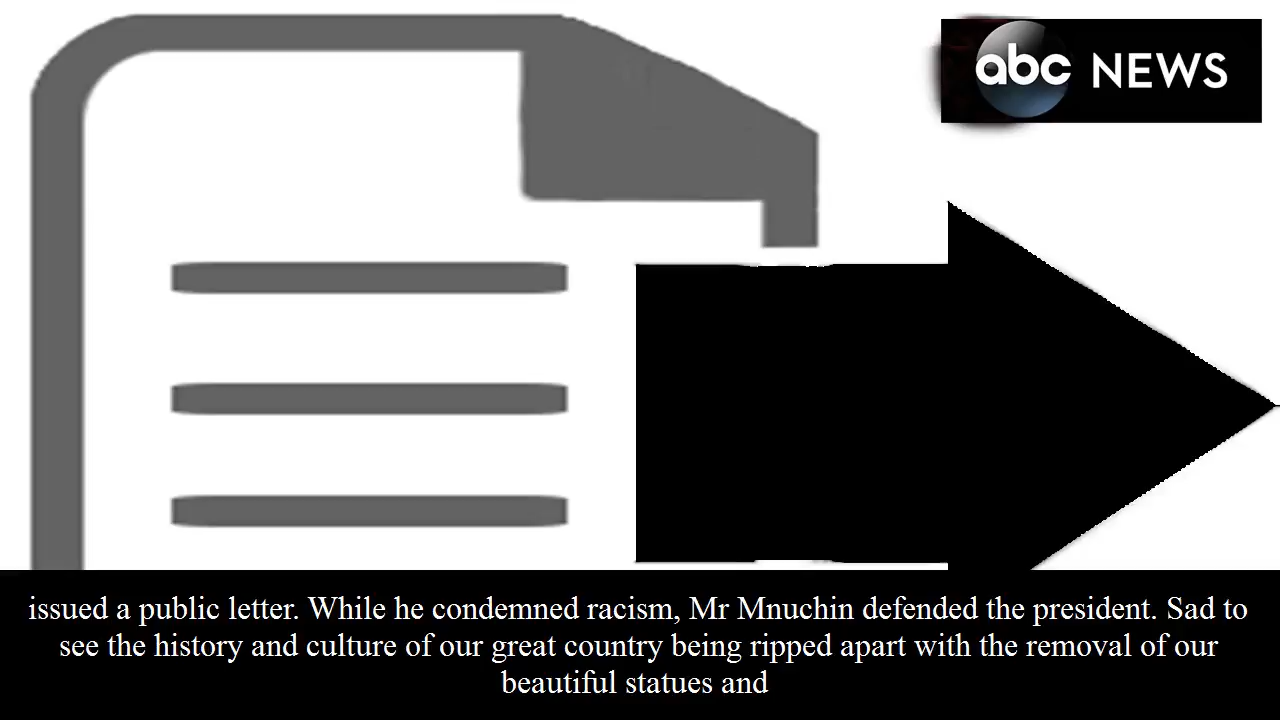 abc NEWS
issued a public letter. While he condemned racism, Mr Mnuchin defended the president. Sad to
see the history and culture of our great country being ripped apart with the removal of our
beautiful statues and